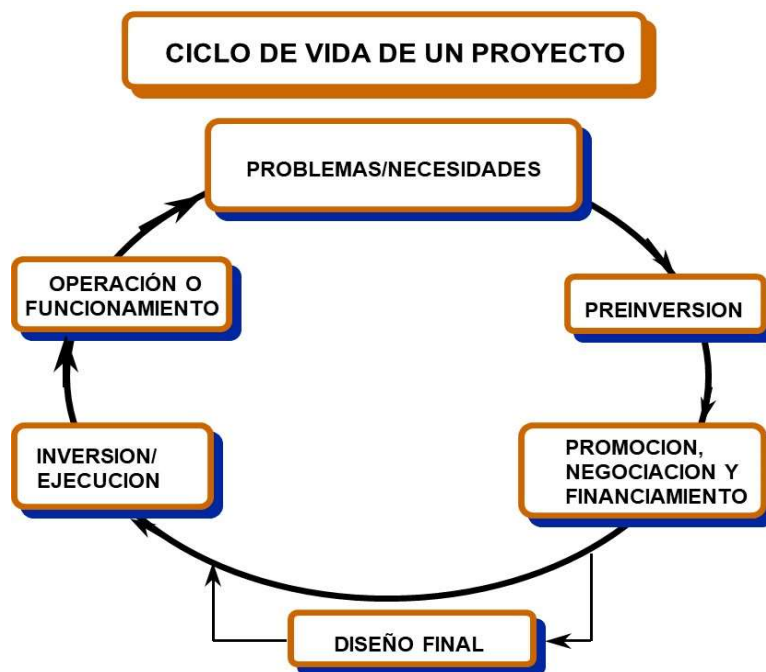 CICLO DE VIDA DE UN PROYECTO
PROBLEMAS/NECESIDADES
PREINVERSION
PROMOCION,
NEGOCIACION Y
FINANCIAMIENTO
DISEÑO FINAL
INVERSION/
EJECUCION
OPERACIÓN O
FUNCIONAMIENTO